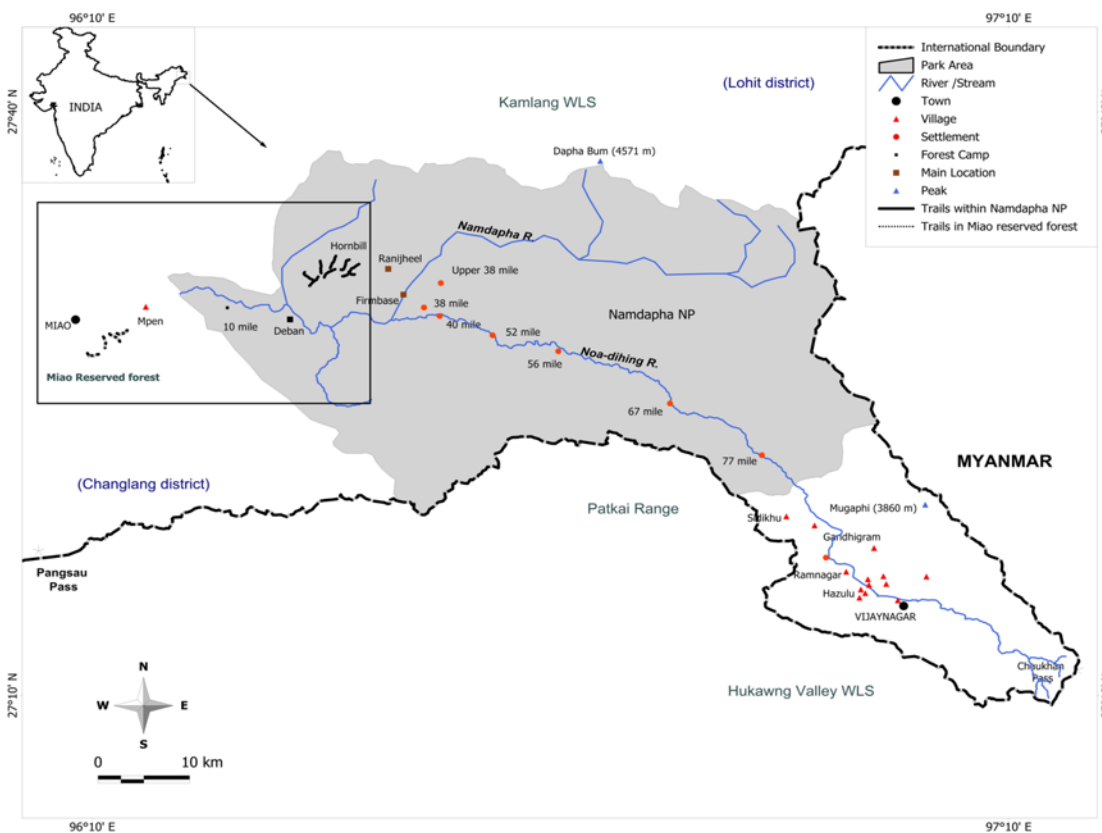 96°10' E
97°10' E
27°40' N
INDIA
International Boundary
Park Area
River /Stream
Town
Village
Settlement
Forest Camp
Main Location
Peak
Trails within Namdapha NP
Trails in Miao reserved forest
(Lohit district)
Kamlang WLS
Dapha Bum (4571 m)
Namdapha R.
Hornbill
Ranijheel
Upper 38 mile
Firmbase
38 mile
40 mile
Namdapha NP
MIAO
Mpen
10 mile
Deban
52 mile
56 mile
Noa-dihing R.
Miao Reserved forest
67 mile
77 mile
MYANMAR
(Changlang district)
Patkai Range
Mugaphi (3860 m)
Sidikhu
Gandhigram
Pangsau
Pass
Ramnagar
Hazulu
VIJAYNAGAR
Chaukhan
Pass
27°10' N
Hukawng Valley WLS
N
W
E
S
0
10 km
96°10' E
97°10' E